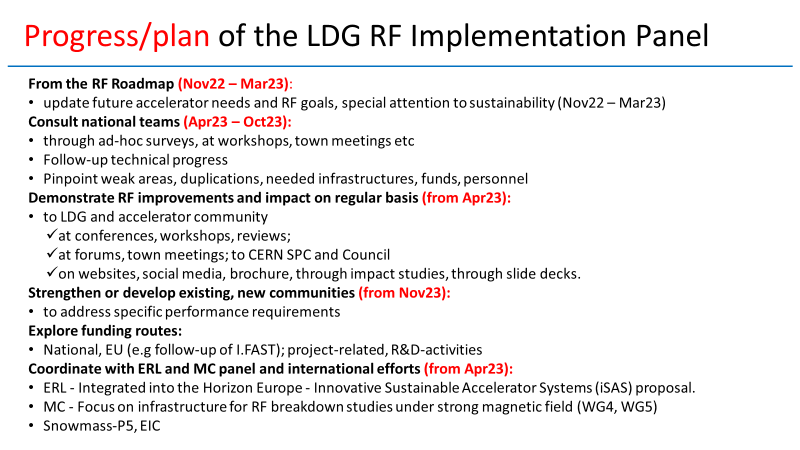 Progress/plan of the LDG RF Implementation Panel
From the RF Roadmap (Nov22 – Mar23):
• update future accelerator needs and RF goals, special attention to sustainability (Nov22 – Mar23)
Consult national teams (Apr23 – Oct23):
• through ad-hoc surveys, at workshops, town meetings etc
• Follow-up technical progress
• Pinpoint weak areas, duplications, needed infrastructures, funds, personnel
Demonstrate RF improvements and impact on regular basis (from Apr23):
• to LDG and accelerator community
✓at conferences, workshops, reviews;
✓at forums, town meetings; to CERN SPC and Council
✓on websites, social media, brochure, through impact studies, through slide decks.
Strengthen or develop existing, new communities (from Nov23):
• to address specific performance requirements
Explore funding routes:
• National, EU (e.g follow-up of I.FAST); project-related, R&D-activities
Coordinate with ERL and MC panel and international efforts (from Apr23):
• ERL - Integrated into the Horizon Europe - Innovative Sustainable Accelerator Systems (iSAS) proposal.
• MC - Focus on infrastructure for RF breakdown studies under strong magnetic field (WG4, WG5)
• Snowmass-P5, EIC